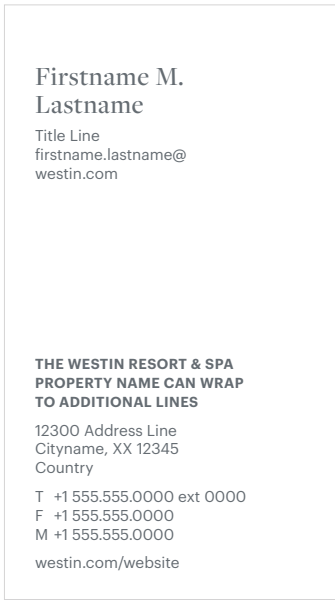 Firstname M.
Lastname
Title Line
firstname.lastname@
westin.com
THE WESTIN RESORT & SPA
PROPERTY NAME CAN WRAP
TO ADDITIONAL LINES
12300 Address Line
Cityname, XX 12345
Country
T +1 555.555.0000 ext 0000
F +1 555.555.0000
M +1 555.555.0000
westin.com/website